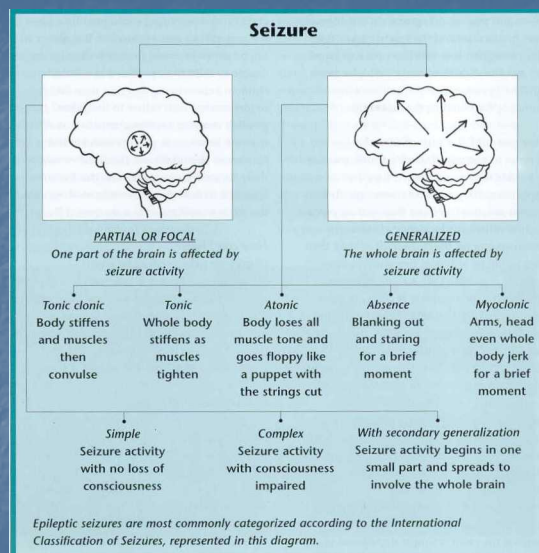 Seizure
PARTIAL OR FOCAL
One part of the brain is affected by
seizure activity
GENERALIZED
The whole brain is affected by
seizure activity
Tonic clonic
Body stiffens
and muscles
then
convulse
Tonic
Whole body
stiffens as
muscles
tighten
Atonic
Body loses all
muscle tone and
goes floppy like
a puppet with
the strings cut
Absence
Blanking out
and staring
for a brief
moment
Myoclonic
Arms, head
even whole
body jerk
for a brief
moment
Simple
Seizure activity
with no loss of
consciousness
Complex
Seizure activity
with consciousness
impaired
With secondary generalization
Seizure activity begins in one
small part and spreads to
involve the whole brain
Epileptic seizures are most commonly categorized according to the International
Classification of Seizures, represented in this diagram.